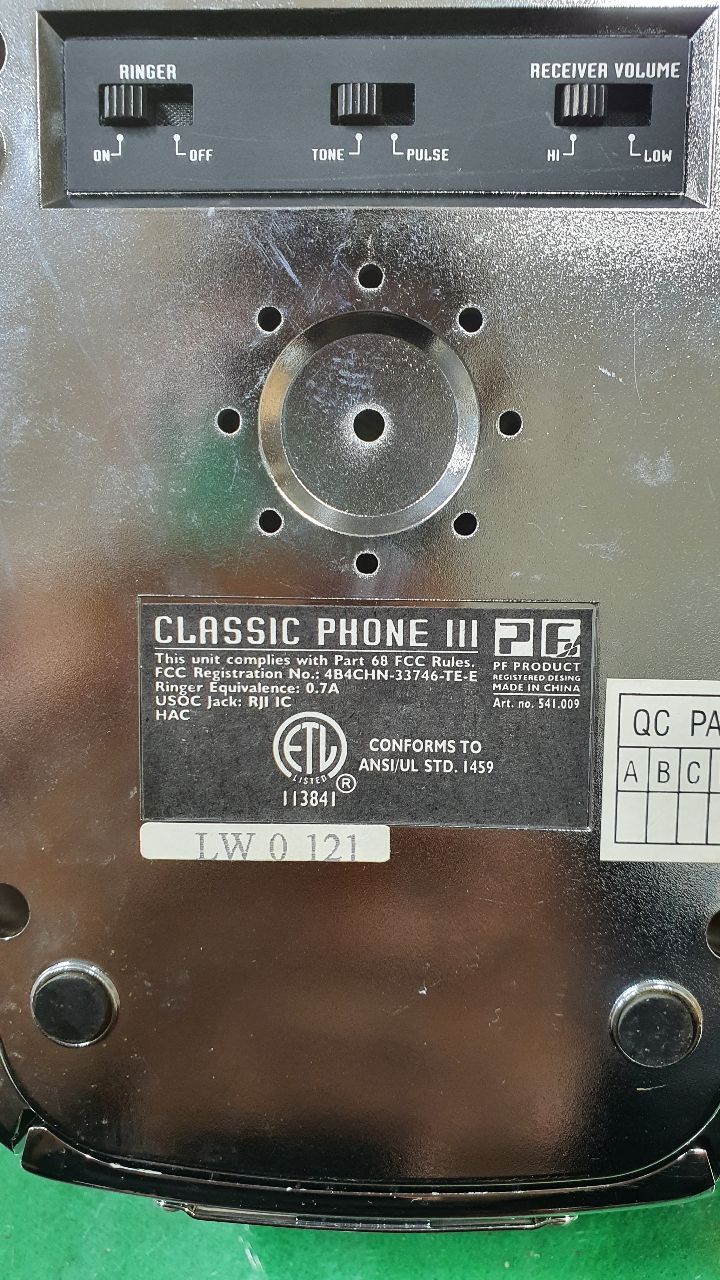 RINGER
RECEIVER VOLUME
ON
OFF
TONE
PULSE
HI
LOW
CLASSIC PHONE III
This unit complies with Part 68 FCC Rules.
FCC Registration No.: 4B4CHN-33746-TE-E
Ringer Equivalence: 0.7A
USOC Jack: RJI IC
HAC
PF
PF PRODUCT
REGISTERED DESING
MADE IN CHINA
Art. no. 541.009
ETL
LISTED
®
113841
CONFORMS TO
ANSI/UL STD. 1459
QC PA
A B C
LW 0 121